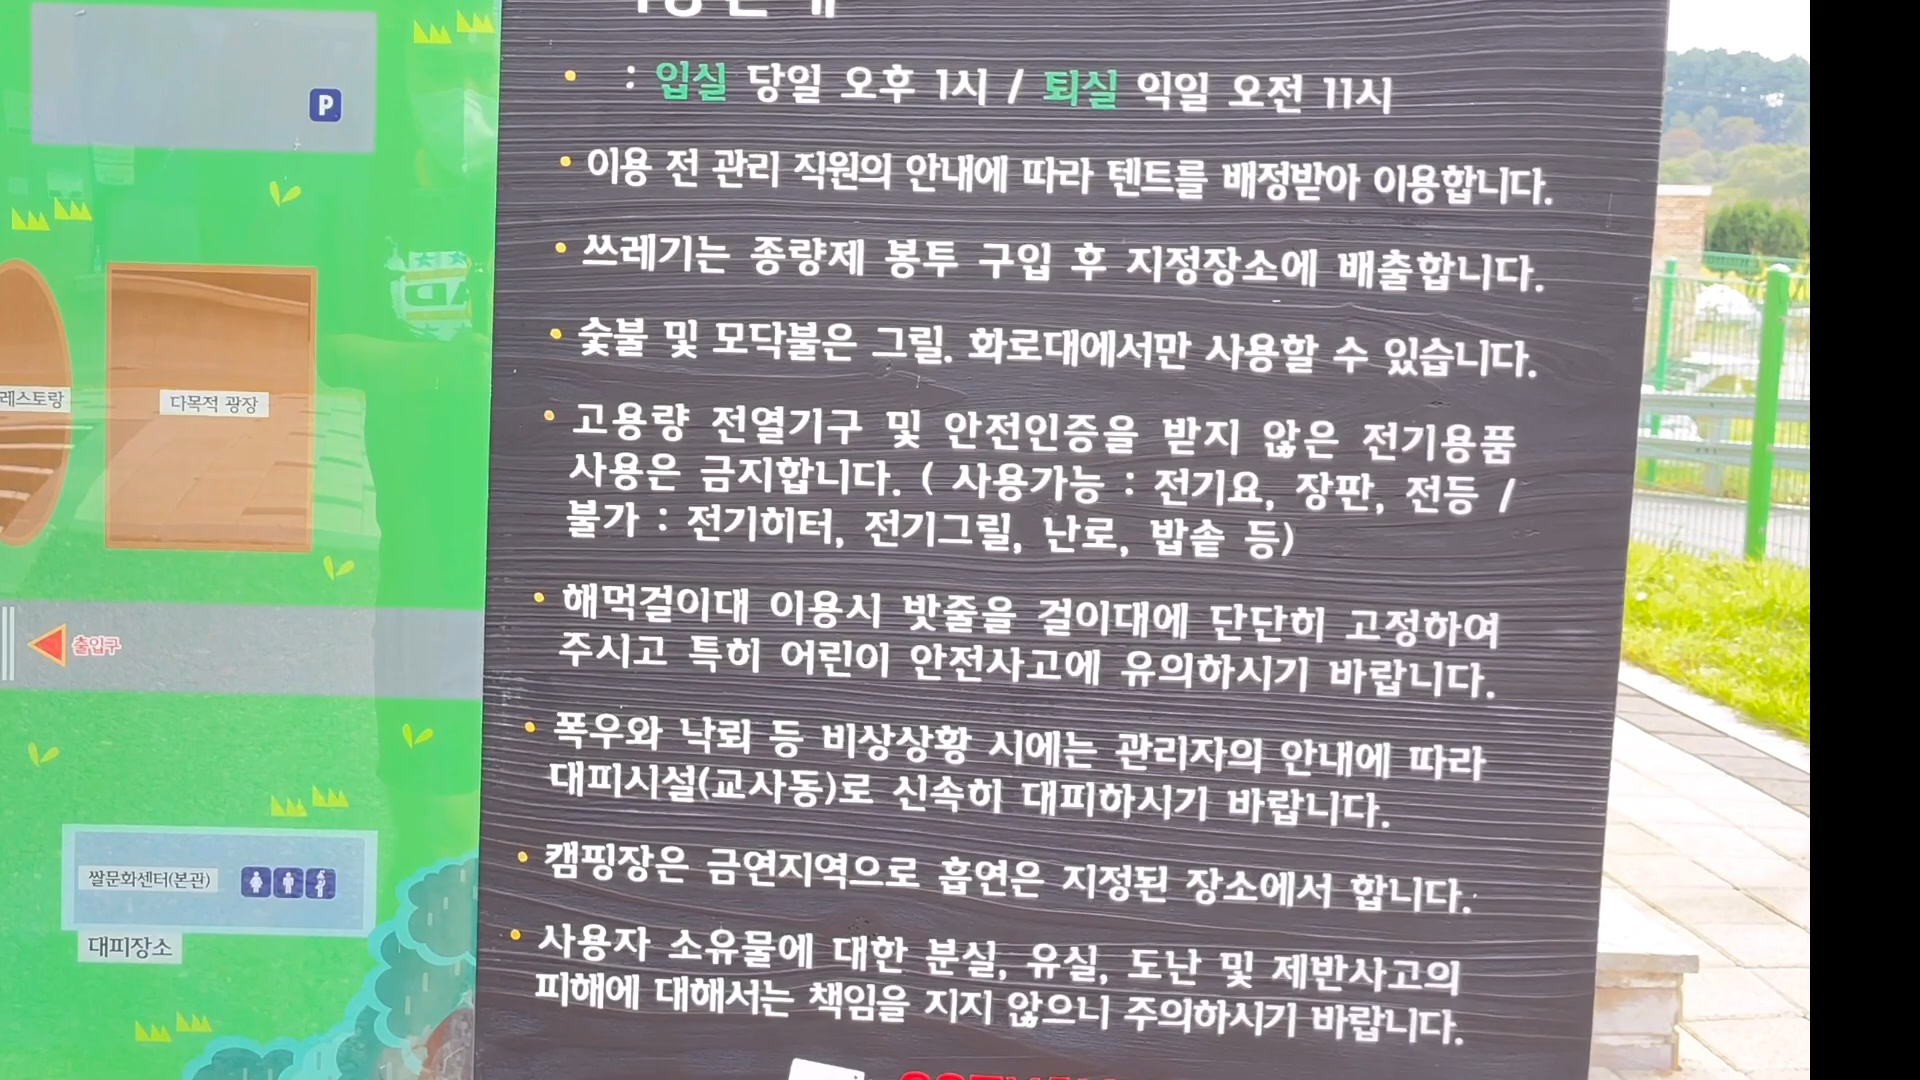 : 입실 당일 오후 1시 / 퇴실 익일 오전 11시
이용 전 관리 직원의 안내에 따라 텐트를 배정받아 이용합니다.
쓰레기는 종량제 봉투 구입 후 지정장소에 배출합니다.
숯불 및 모닥불은 그릴. 화로대에서만 사용할 수 있습니다.
고용량 전열기구 및 안전인증을 받지 않은 전기용품
사용은 금지합니다. ( 사용가능 : 전기요, 장판, 전등 /
불가 : 전기히터, 전기그릴, 난로, 밥솥 등)
해먹걸이대 이용시 밧줄을 걸이대에 단단히 고정하여
주시고 특히 어린이 안전사고에 유의하시기 바랍니다.
폭우와 낙뢰 등 비상상황 시에는 관리자의 안내에 따라
대피시설(교사동)로 신속히 대피하시기 바랍니다.
캠핑장은 금연지역으로 흡연은 지정된 장소에서 합니다.
사용자 소유물에 대한 분실, 유실, 도난 및 제반사고의
피해에 대해서는 책임을 지지 않으니 주의하시기 바랍니다.
P
레스토랑
다목적 광장
출입구
쌀문화센터(본관)
대피장소